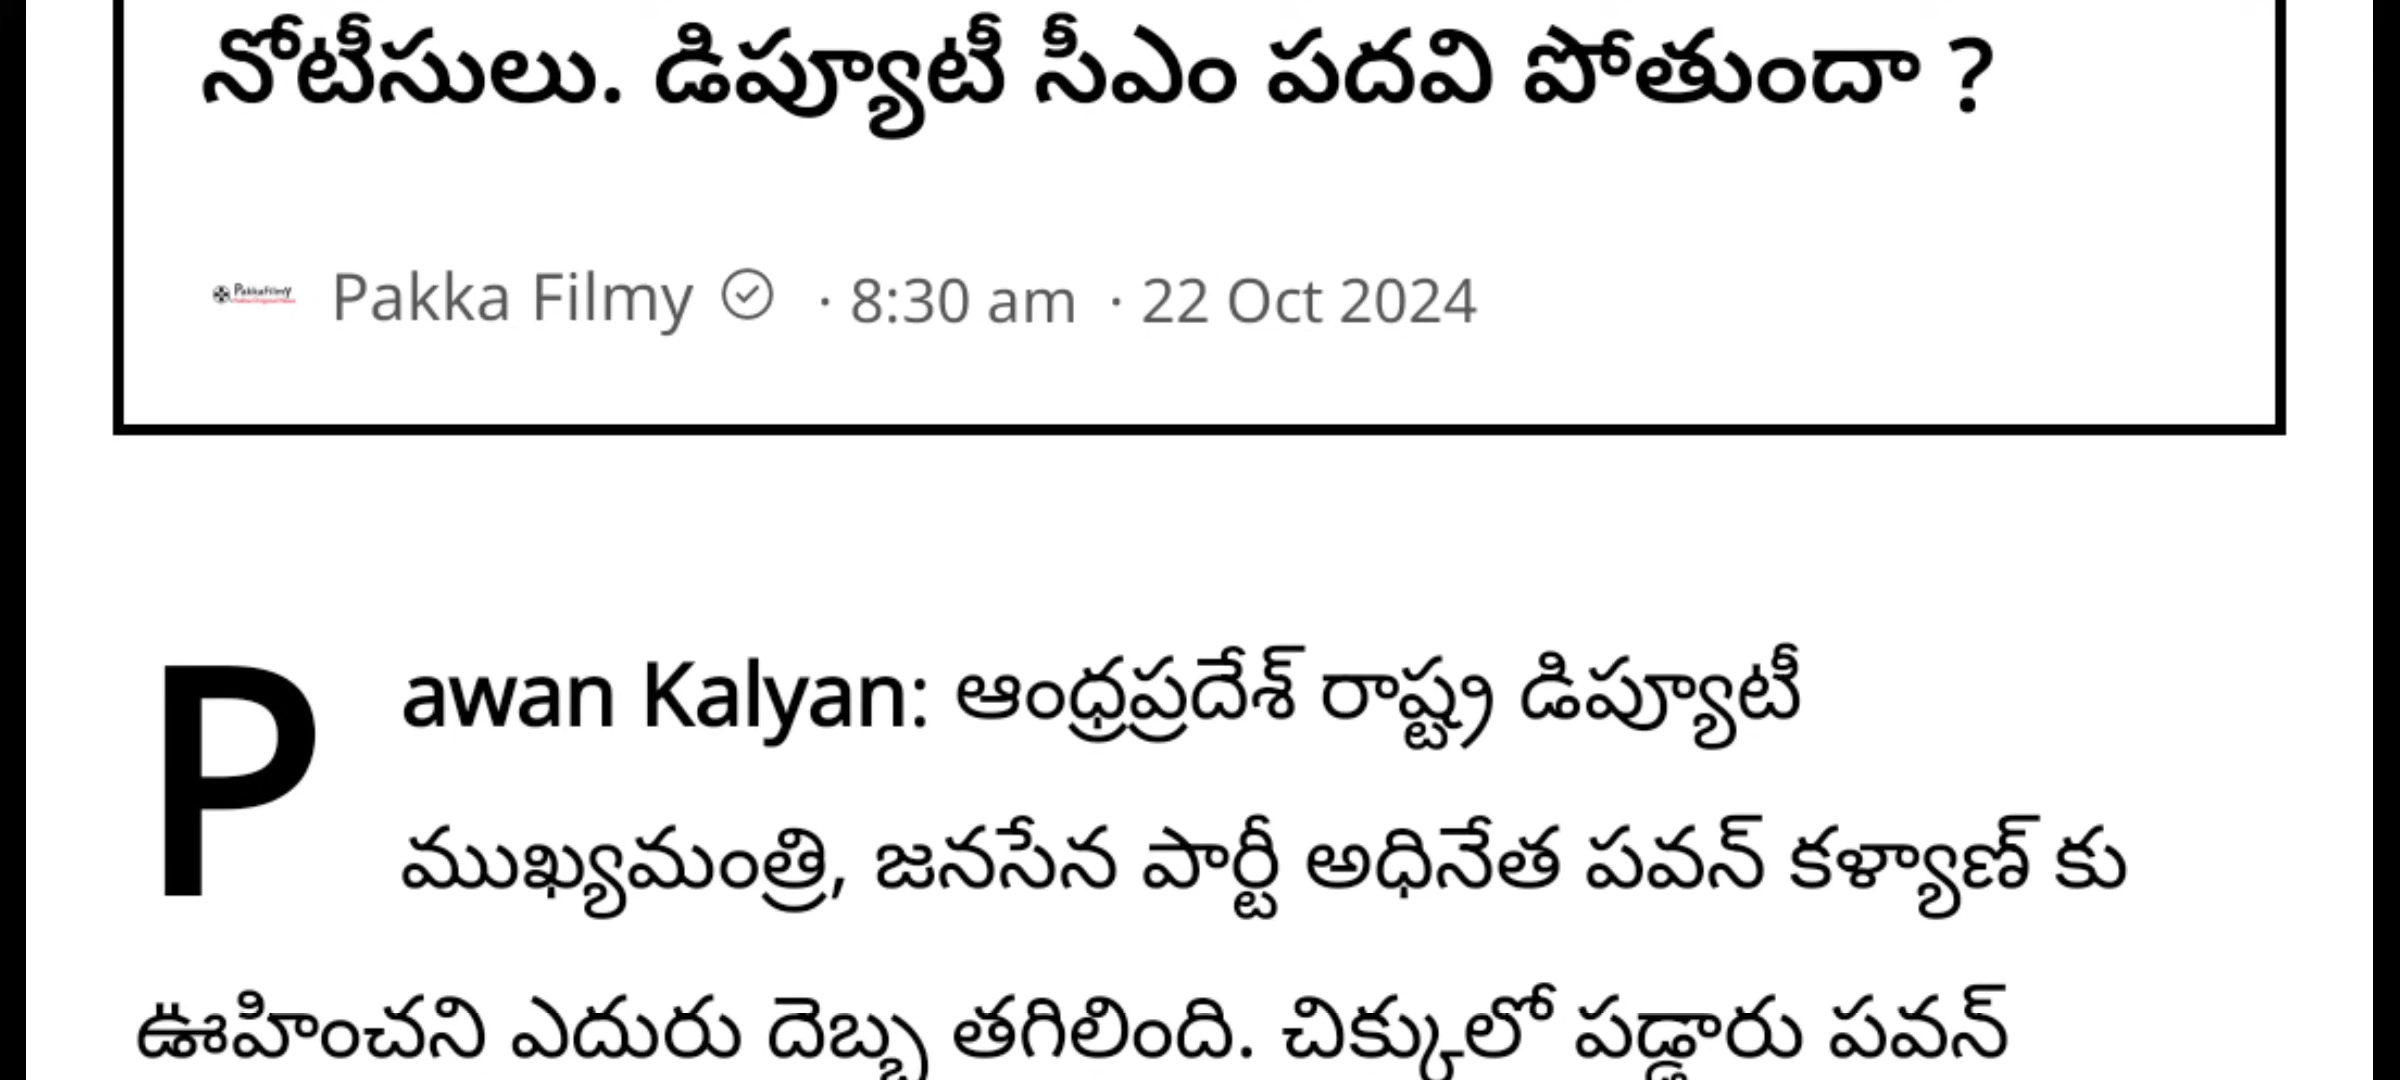 నోటీసులు. డిప్యూటీ సీఎం పదవి పోతుందా ?
PakkaFilmy Pakka Filmy · 8:30 am · 22 Oct 2024
Pawan Kalyan: ఆంధ్రప్రదేశ్ రాష్ట్ర డిప్యూటీ
ముఖ్యమంత్రి, జనసేన పార్టీ అధినేత పవన్ కళ్యాణ్ కు
ఊహించని ఎదురు దెబ్బ తగిలింది. చిక్కులో పడ్డారు పవన్